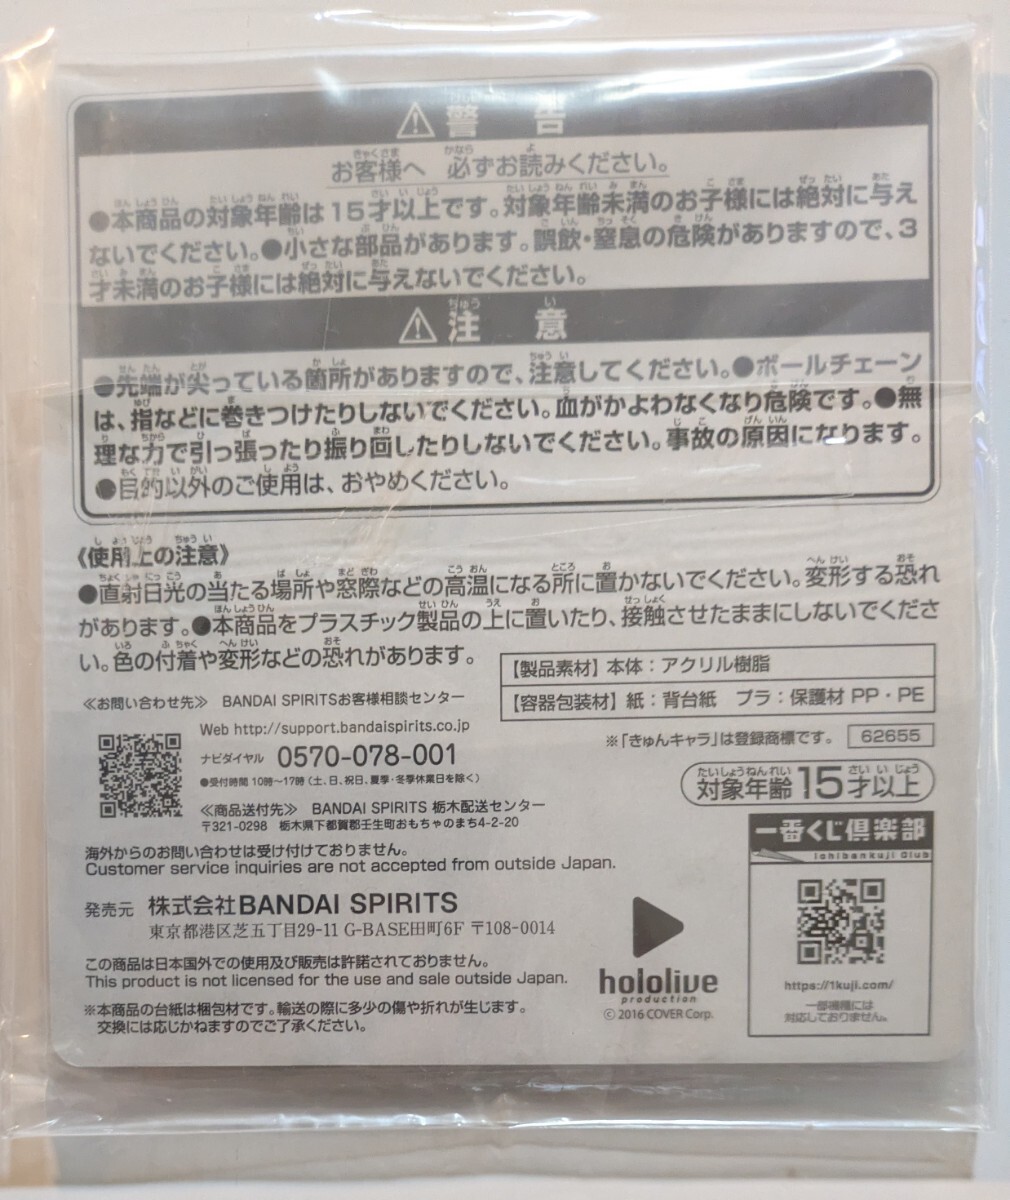 ⚠警 告
お客様へ 必ずお読みください。
●本商品の対象年齢は15才以上です。対象年齢未満のお子様には絶対に与え
ないでください。●小さな部品があります。誤飲・窒息の危険がありますので、3
才未満のお子様には絶対に与えないでください。
⚠注 意
●先端が尖っている箇所がありますので、注意してください。●ボールチェーン
は、指などに巻きつけたりしないでください。血がかよわなくなり危険です。●無
理な力で引っ張ったり振り回したりしないでください。事故の原因になります。
●目的以外のご使用は、おやめください。
《使用上の注意》
●直射日光の当たる場所や窓際などの高温になる所に置かないでください。変形する恐れ
があります。●本商品をプラスチック製品の上に置いたり、接触させたままにしないでくださ
い。色の付着や変形などの恐れがあります。
【製品素材】本体：アクリル樹脂
【容器包装材】紙：背台紙 プラ：保護材 PP・PE
≪お問い合わせ先≫ BANDAI SPIRITSお客様相談センター
Web http://support.bandaispirits.co.jp
ナビダイヤル 0570-078-001
●受付時間 10時～17時（土、日、祝日、夏季・冬季休業日を除く）
≪商品送付先≫ BANDAI SPIRITS 栃木配送センター
〒321-0298 栃木県下都賀郡壬生町おもちゃのまち4-2-20
※「きゅんキャラ」は登録商標です。 62655
対象年齢15才以上
海外からのお問い合わせは受け付けておりません。
Customer service inquiries are not accepted from outside Japan.
発売元 株式会社BANDAI SPIRITS
東京都港区芝五丁目29-11 G-BASE田町6F 〒108-0014
この商品は日本国外での使用及び販売は許諾されておりません。
This product is not licensed for the use and sale outside Japan.
※本商品の台紙は梱包材です。輸送の際に多少の傷や折れが生じます。
交換には応じかねますのでご了承ください。
hololive
production
© 2016 COVER Corp.
一番くじ倶楽部
Ichibankuji Club
https://1kuji.com/
一部機種には
対応しておりません。